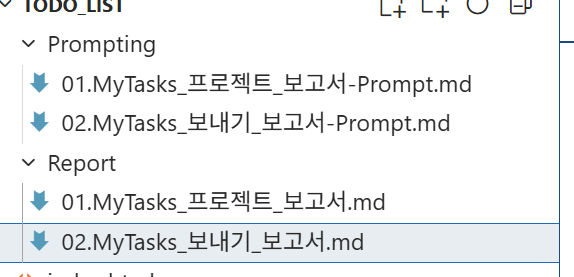 TODO_LIST
Prompting
01.MyTasks_프로젝트_보고서-Prompt.md
02.MyTasks_보내기_보고서-Prompt.md
Report
01.MyTasks_프로젝트_보고서.md
02.MyTasks_보내기_보고서.md